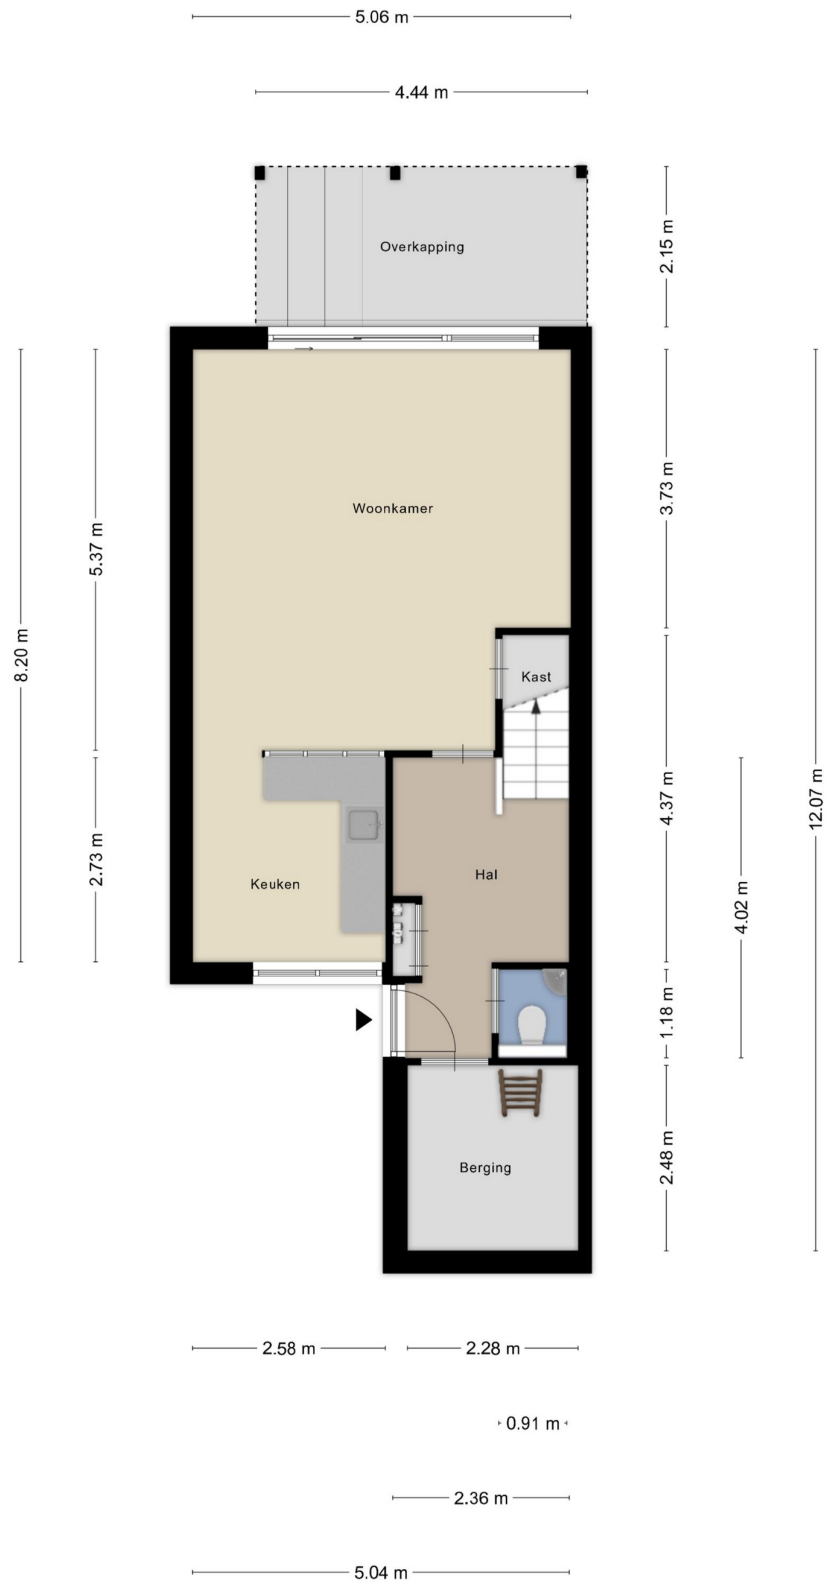 5.06 m
4.44 m
Overkapping
2.15 m
Woonkamer
3.73 m
5.37 m
8.20 m
Kast
12.07 m
4.37 m
2.73 m
Hal
Keuken
4.02 m
1.18 m
Berging
2.48 m
2.58 m
2.28 m
0.91 m
2.36 m
5.04 m